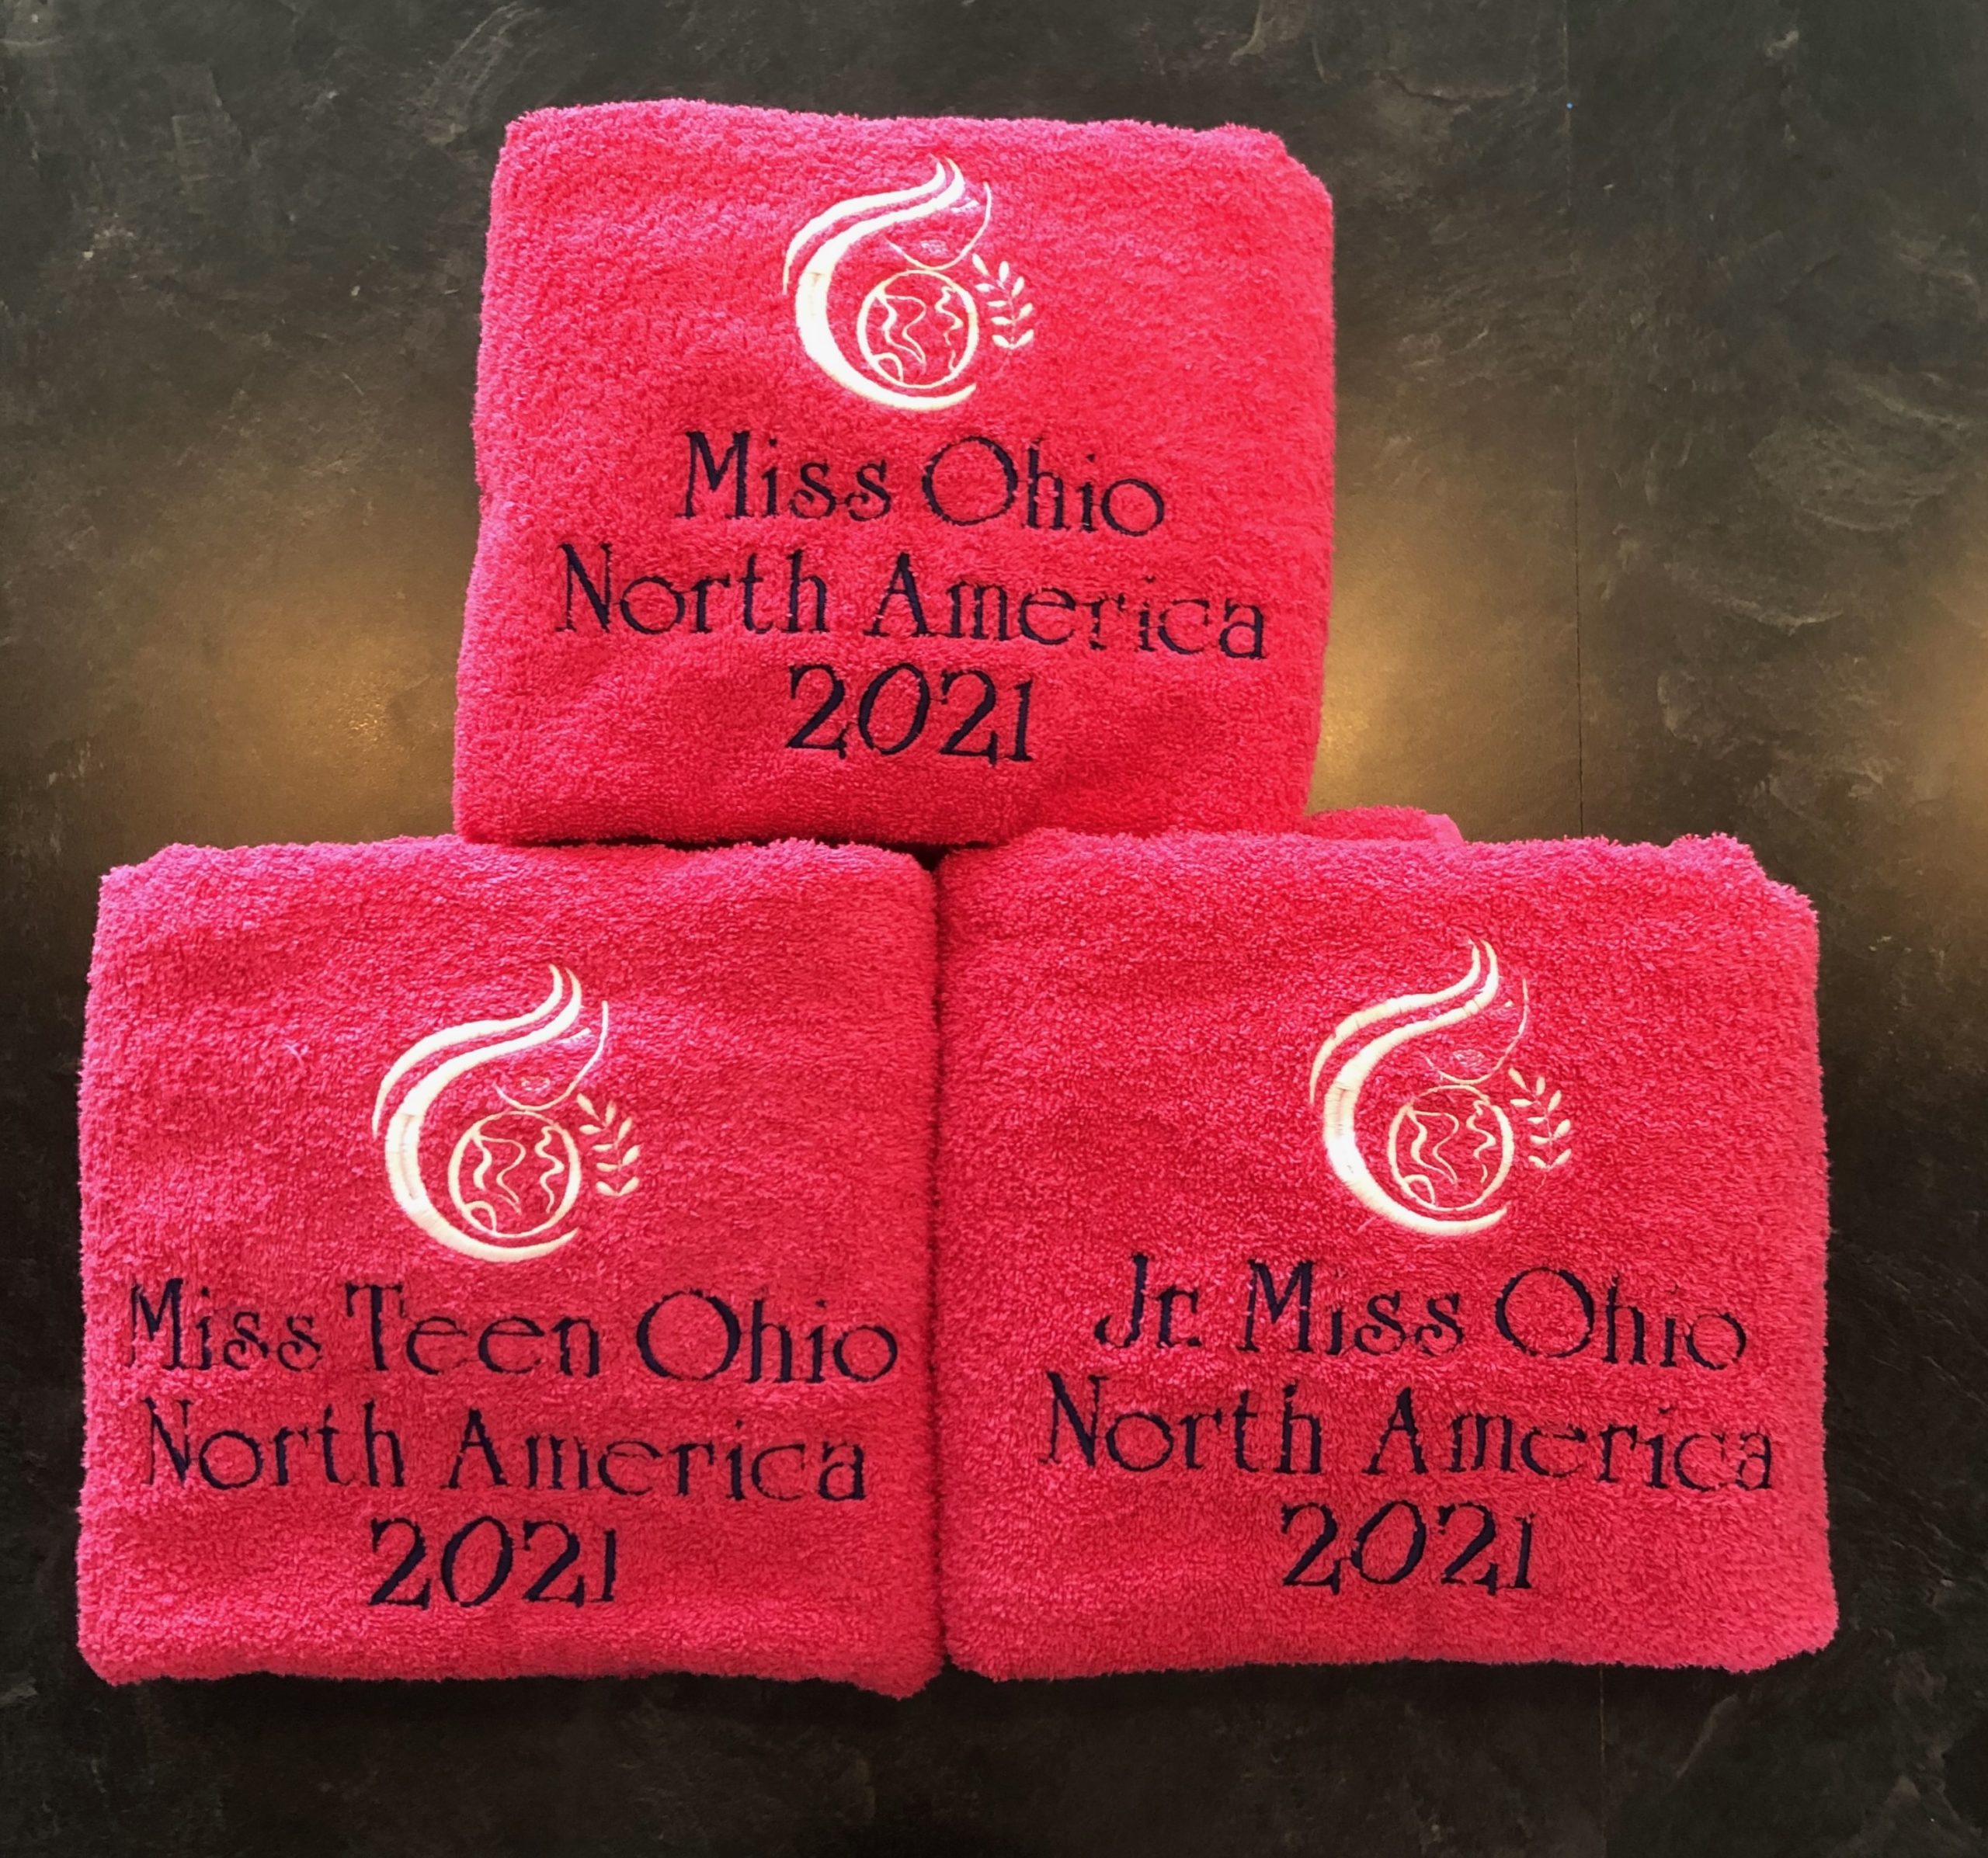 Miss Ohio
North America
2021
Miss Teen Ohio
North America
2021
Jr. Miss Ohio
North America
2021